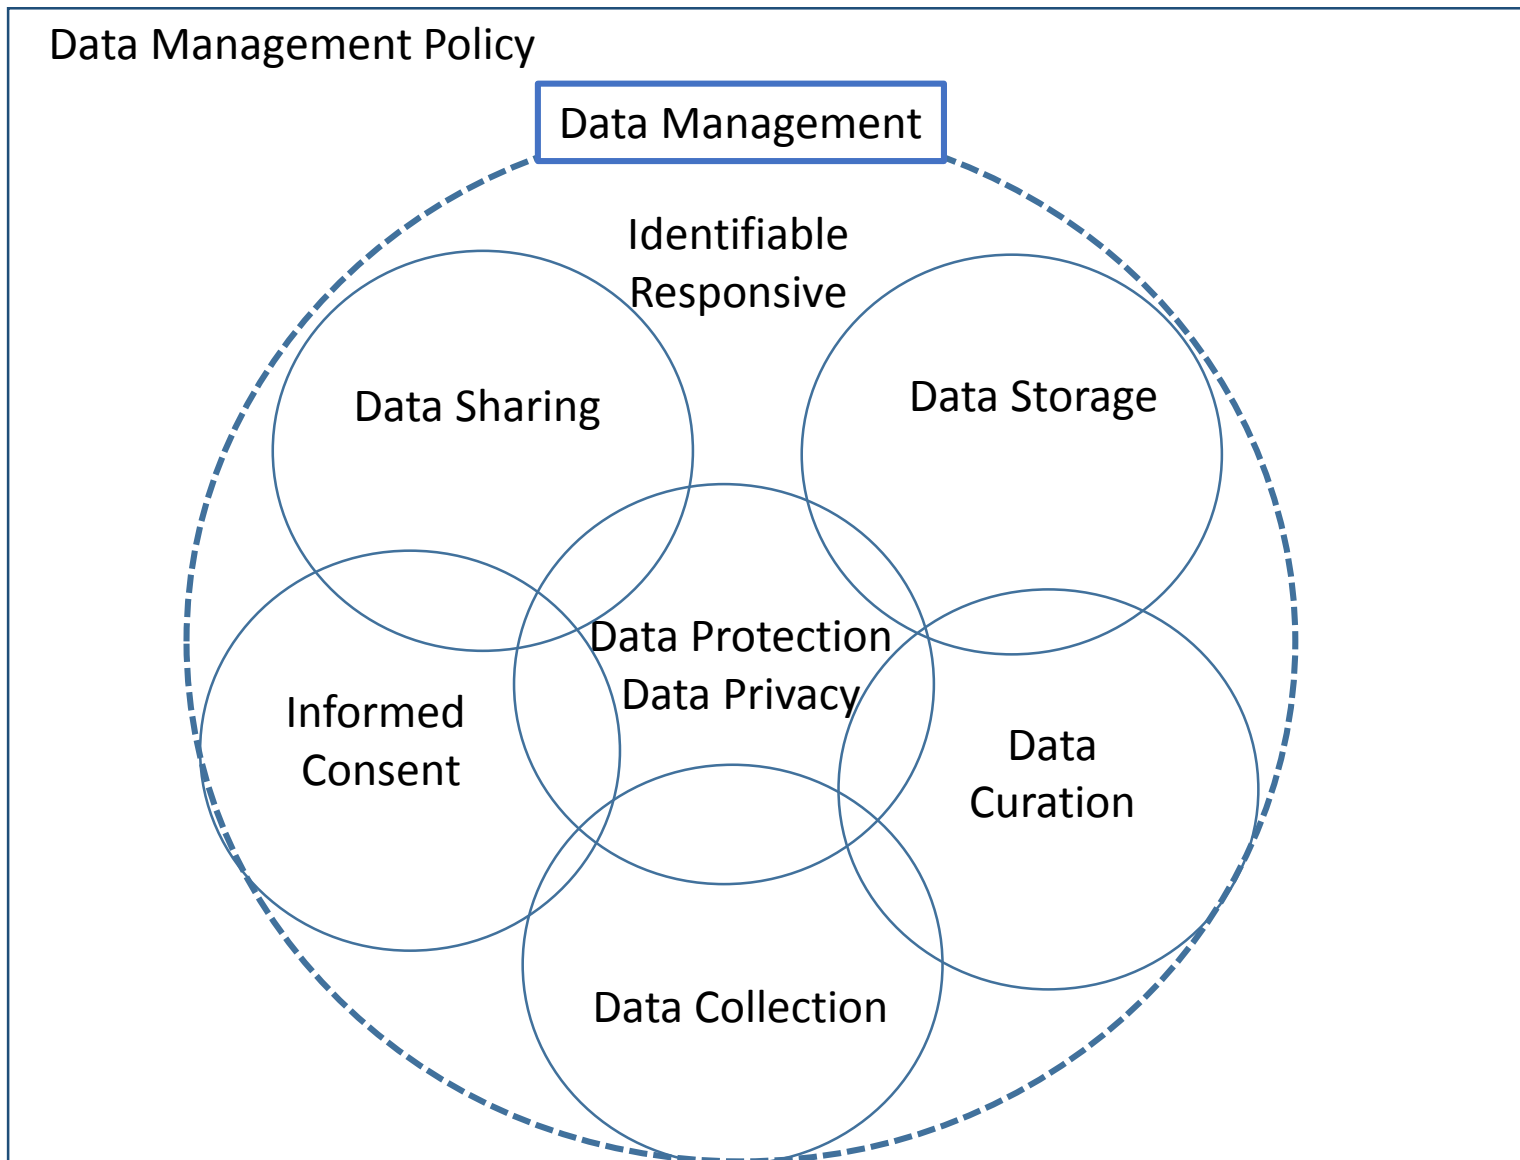 Data Management Policy
Data Management
Identifiable
Responsive
Data Sharing
Data Storage
Data Protection
Data Privacy
Informed
Consent
Data
Curation
Data Collection